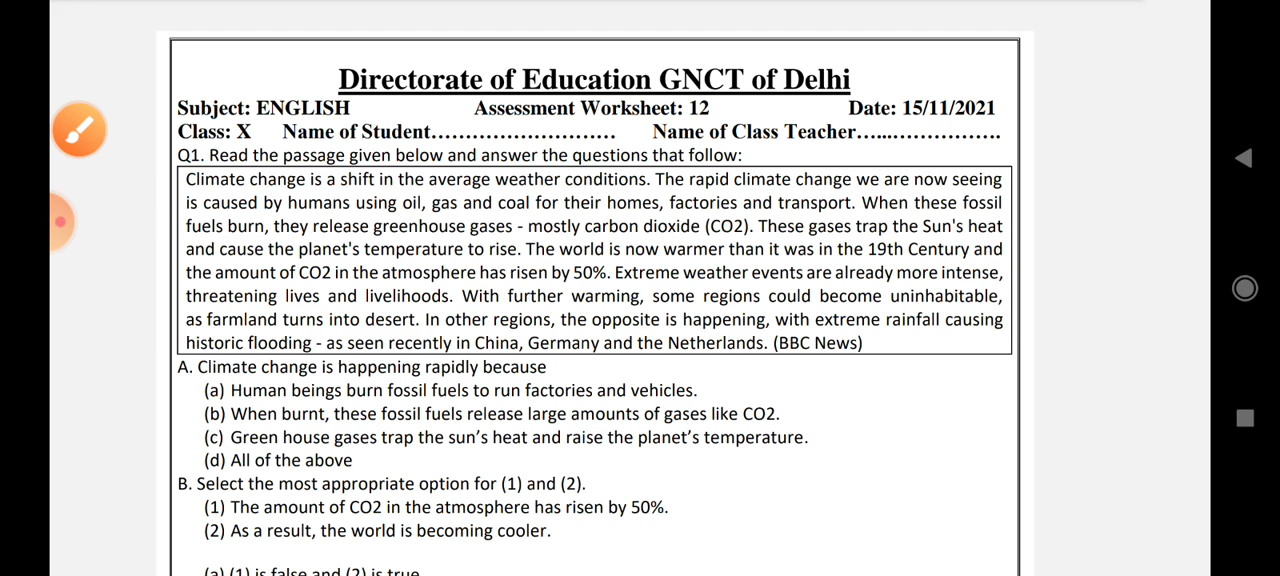 Directorate of Education GNCT of Delhi
Subject: ENGLISH Assessment Worksheet: 12 Date: 15/11/2021
Class: X Name of Student……………………… Name of Class Teacher…...…………….
Q1. Read the passage given below and answer the questions that follow:
Climate change is a shift in the average weather conditions. The rapid climate change we are now seeing
is caused by humans using oil, gas and coal for their homes, factories and transport. When these fossil
fuels burn, they release greenhouse gases - mostly carbon dioxide (CO2). These gases trap the Sun's heat
and cause the planet's temperature to rise. The world is now warmer than it was in the 19th Century and
the amount of CO2 in the atmosphere has risen by 50%. Extreme weather events are already more intense,
threatening lives and livelihoods. With further warming, some regions could become uninhabitable,
as farmland turns into desert. In other regions, the opposite is happening, with extreme rainfall causing
historic flooding - as seen recently in China, Germany and the Netherlands. (BBC News)
A. Climate change is happening rapidly because
(a) Human beings burn fossil fuels to run factories and vehicles.
(b) When burnt, these fossil fuels release large amounts of gases like CO2.
(c) Green house gases trap the sun's heat and raise the planet's temperature.
(d) All of the above
B. Select the most appropriate option for (1) and (2).
(1) The amount of CO2 in the atmosphere has risen by 50%.
(2) As a result, the world is becoming cooler.
(a) (1) is false and (2) is true